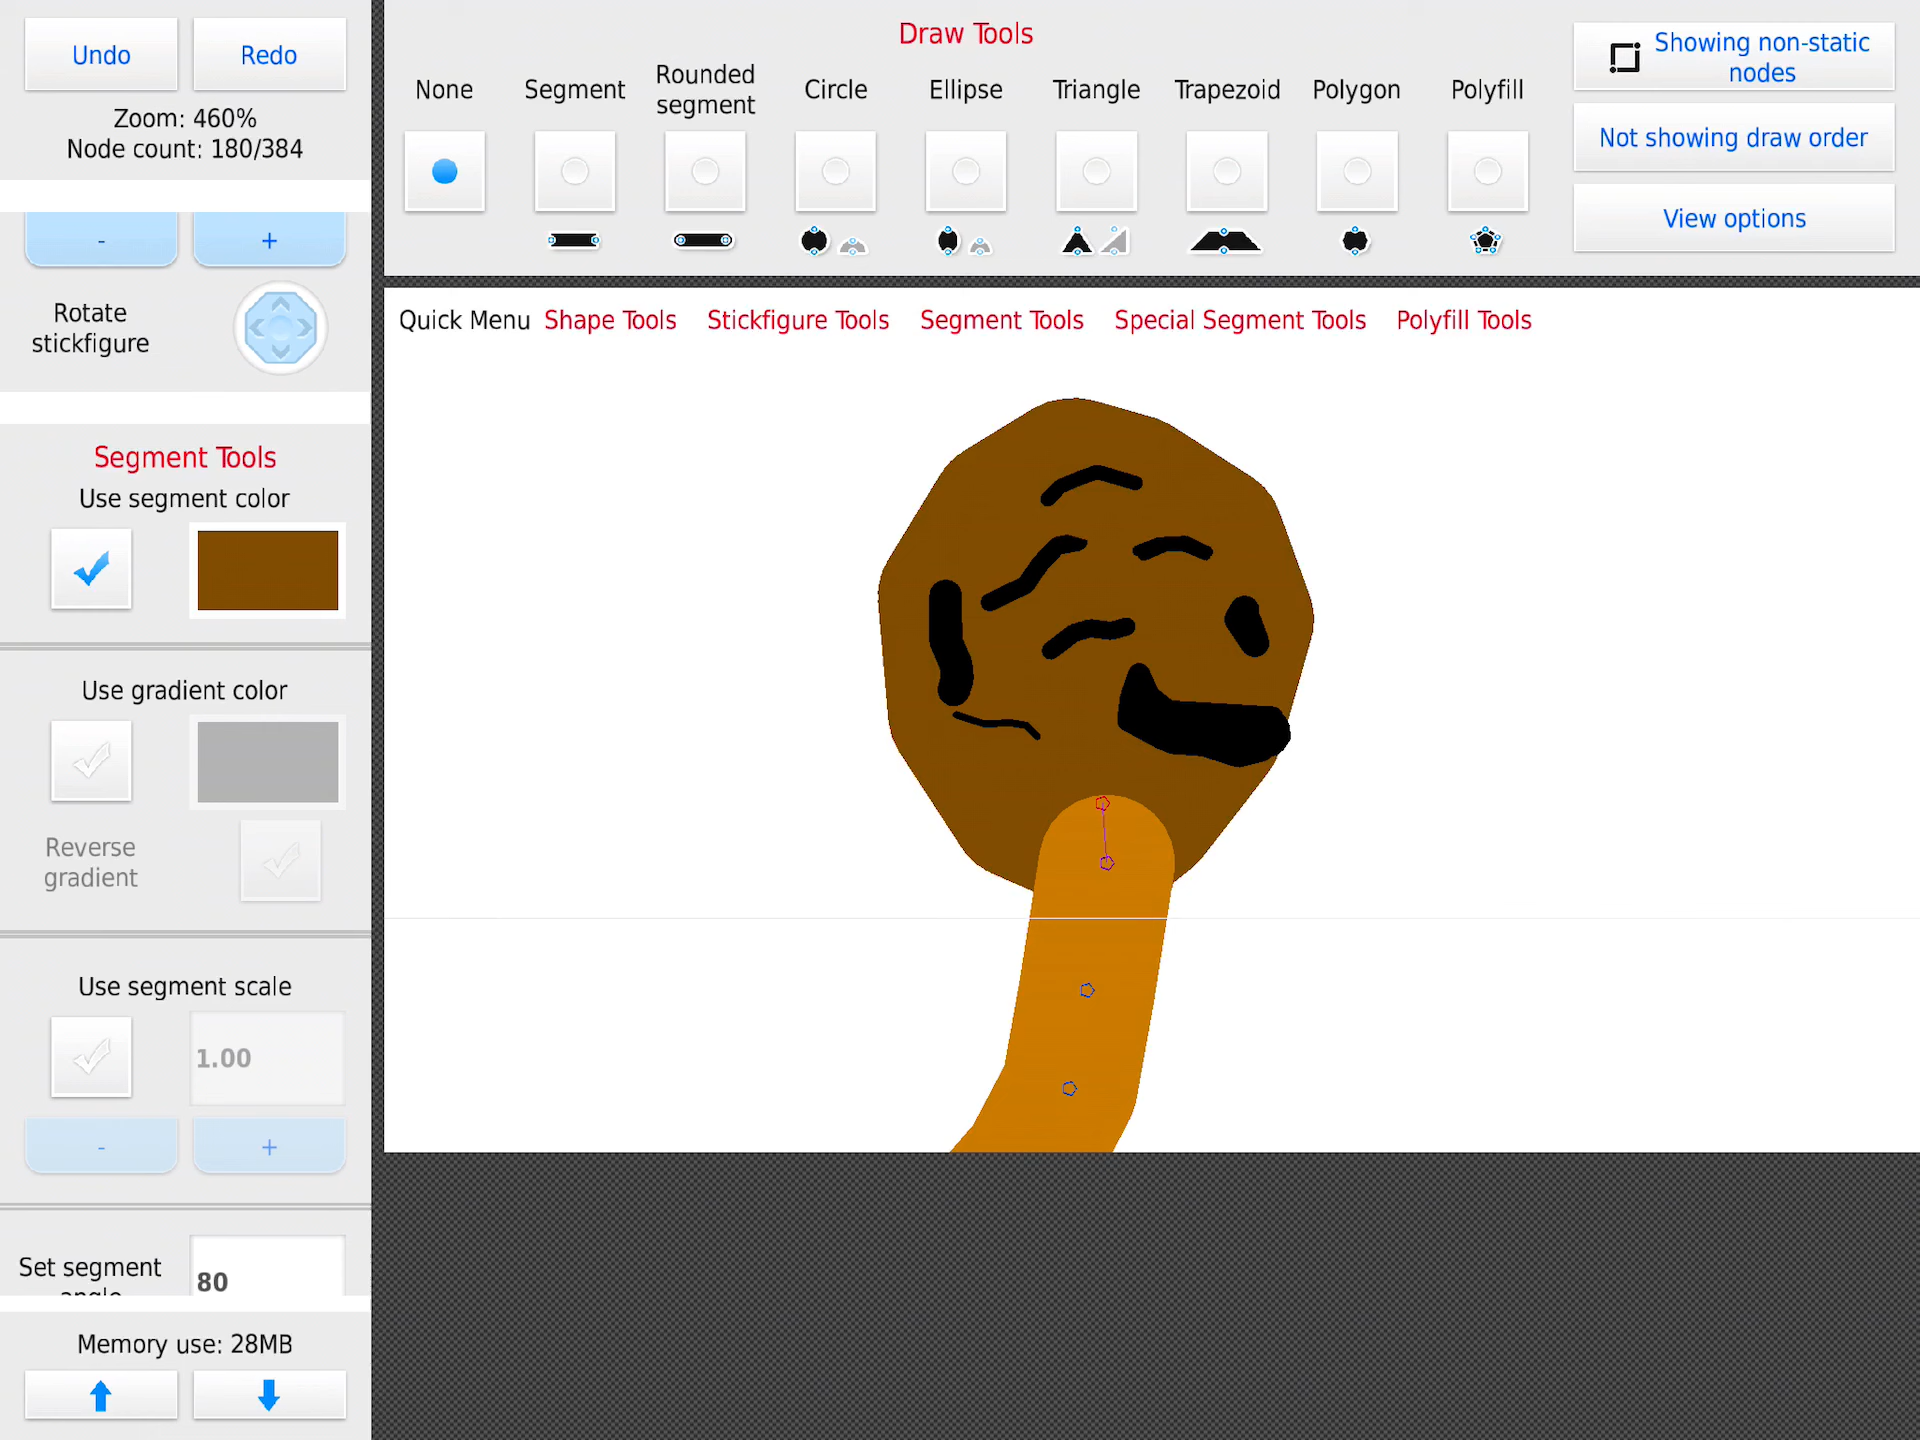 Undo Redo
Zoom: 460%
Node count: 180/384
- +
Rotate
stickfigure
Segment Tools
Use segment color
Use gradient color
Reverse
gradient
Use segment scale
1.00
- +
Set segment
angle
80
Memory use: 28MB
Draw Tools
None Segment Rounded
segment Circle Ellipse Triangle Trapezoid Polygon Polyfill
Showing non-static
nodes
Not showing draw order
View options
Quick Menu Shape Tools Stickfigure Tools Segment Tools Special Segment Tools Polyfill Tools